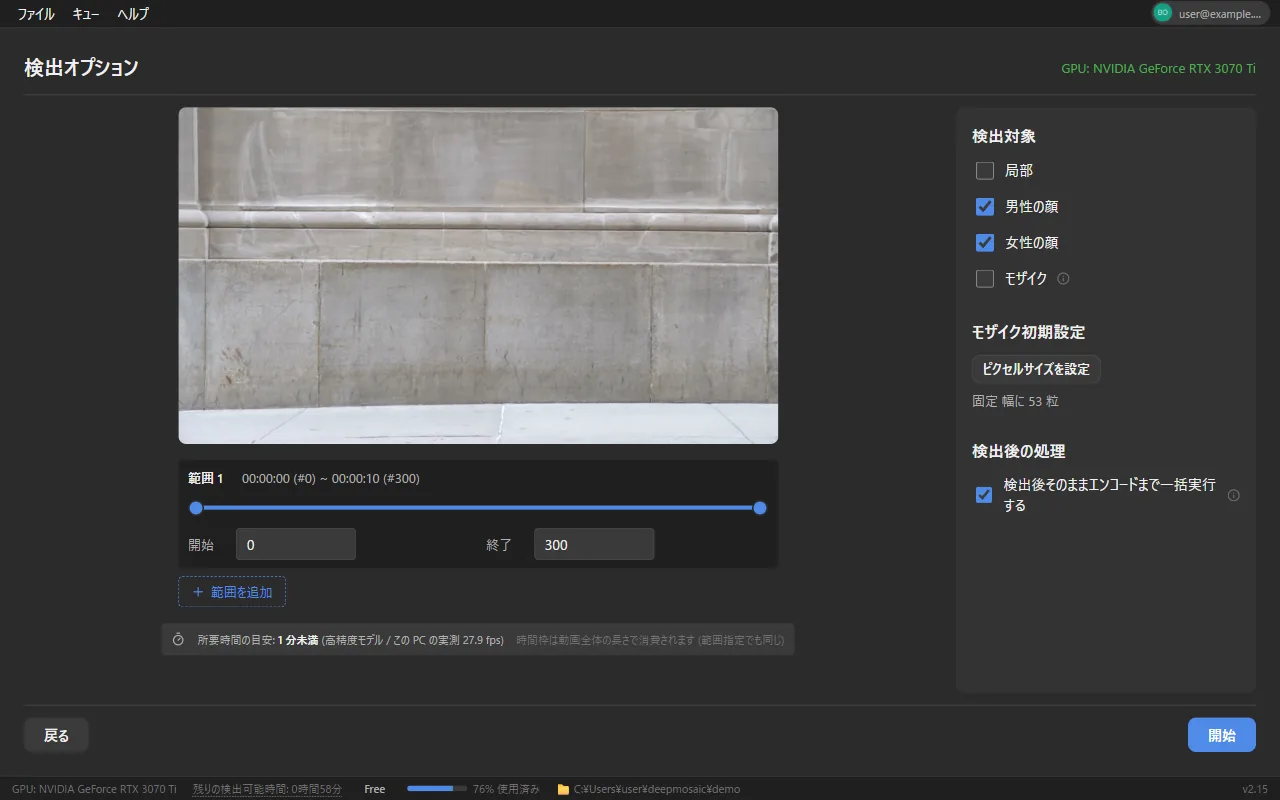 ファイル キュー ヘルプ
BO user@example....
検出オプション
GPU: NVIDIA GeForce RTX 3070 Ti
検出対象
局部
男性の顔
女性の顔
モザイク
モザイク初期設定
ピクセルサイズを設定
固定 幅に 53 粒
検出後の処理
検出後そのままエンコードまで一括実行
する
範囲 1 00:00:00 (#0) ~ 00:00:10 (#300)
開始 0 終了 300
+ 範囲を追加
所要時間の目安: 1 分未満 (高精度モデル / この PC の実測 27.9 fps) 時間枠は動画全体の長さで消費されます (範囲指定でも同じ)
戻る
開始
GPU: NVIDIA GeForce RTX 3070 Ti 残りの検出可能時間: 0時間58分 Free 76% 使用済み C:¥Users¥user¥deepmosaic¥demo v2.15